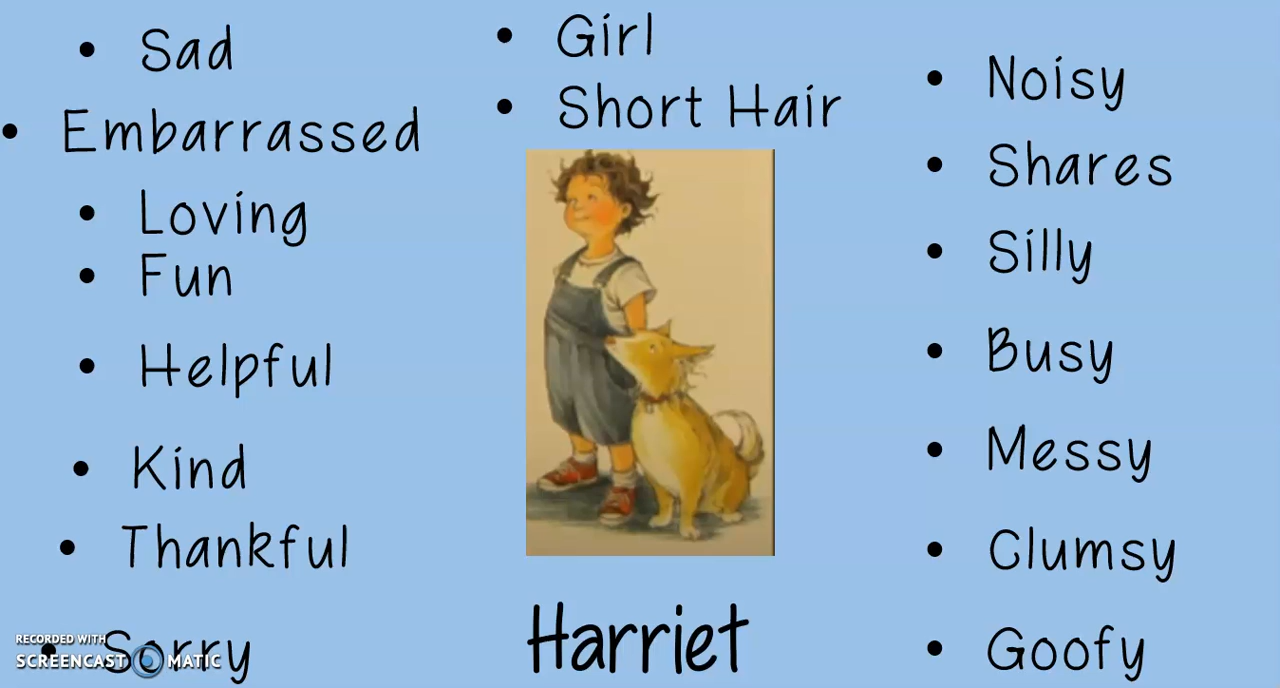 Sad
Embarrassed
Loving
Fun
Helpful
Kind
Thankful
Sorry
RECORDED WITH
SCREENCAST MATIC
Girl
Short Hair
Harriet
Noisy
Shares
Silly
Busy
Messy
Clumsy
Goofy